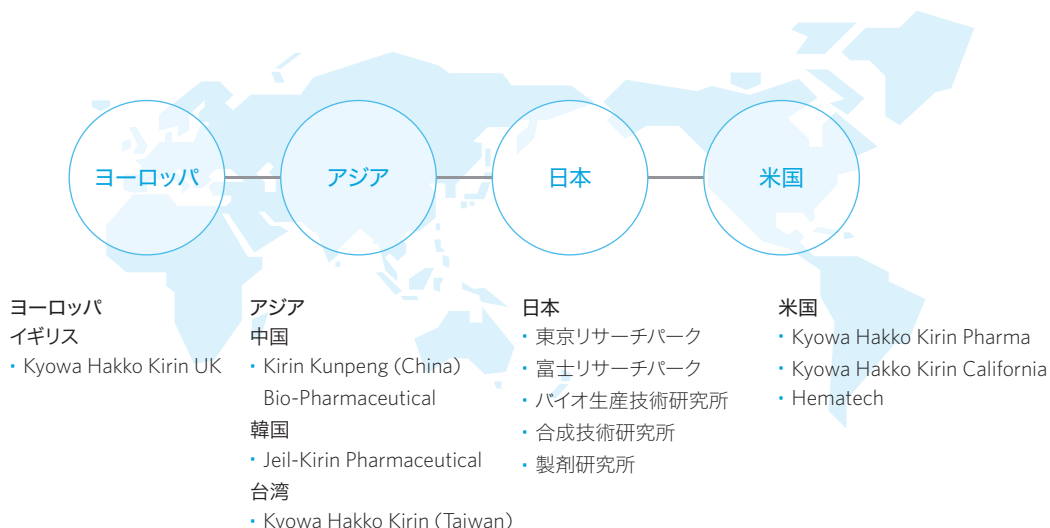 ヨーロッパ
アジア
日本
米国
ヨーロッパ
イギリス
・Kyowa Hakko Kirin UK
アジア
中国
・Kirin Kunpeng (China)
Bio-Pharmaceutical
韓国
・Jeil-Kirin Pharmaceutical
台湾
・Kyowa Hakko Kirin (Taiwan)
日本
・東京リサーチパーク
・富士リサーチパーク
・バイオ生産技術研究所
・合成技術研究所
・製剤研究所
米国
・Kyowa Hakko Kirin Pharma
・Kyowa Hakko Kirin California
・Hematech